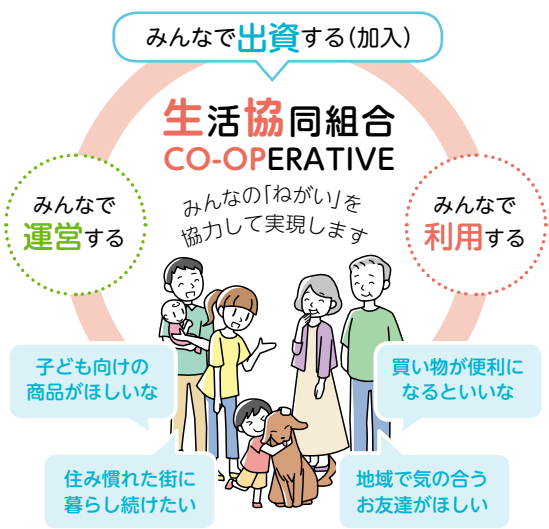 みんなで出資する(加入)
生活協同組合
CO-OPERATIVE
みんなの「ねがい」を
協力して実現します
みんなで
運営する
みんなで
利用する
子ども向けの
商品がほしいな
買い物が便利に
なるといいな
住み慣れた街に
暮らし続けたい
地域で気の合う
お友達がほしい